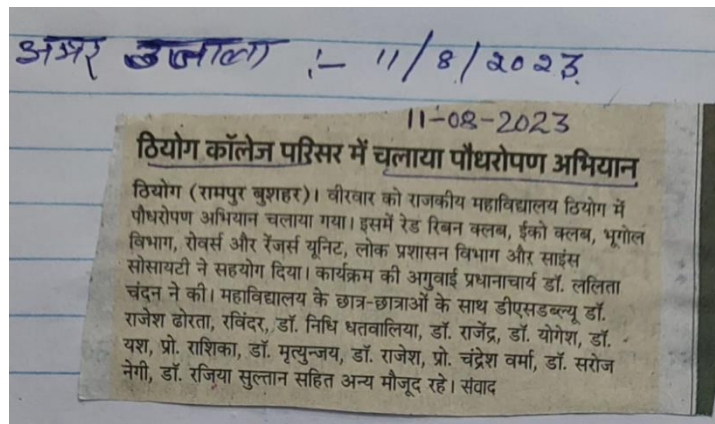 अमर उजाला :- 11/8/2023
11-08-2023
ठियोग कॉलेज परिसर में चलाया पौधरोपण अभियान
ठियोग (रामपुर बुशहर)। वीरवार को राजकीय महाविद्यालय ठियोग में
पौधरोपण अभियान चलाया गया। इसमें रेड रिबन क्लब, ईको क्लब, भूगोल
विभाग, रोवर्स और रेंजर्स यूनिट, लोक प्रशासन विभाग और साइंस
सोसायटी ने सहयोग दिया। कार्यक्रम की अगुवाई प्रधानाचार्य डॉ. ललिता
चंदन ने की। महाविद्यालय के छात्र-छात्राओं के साथ डीएसडब्ल्यू डॉ.
राजेश ढोरता, रविंदर, डॉ. निधि धतवालिया, डॉ. राजेंद्र, डॉ. योगेश, डॉ.
यश, प्रो. राशिका, डॉ. मृत्युन्जय, डॉ. राजेश, प्रो. चंद्रेश वर्मा, डॉ. सरोज
नेगी, डॉ. रजिया सुल्तान सहित अन्य मौजूद रहे। संवाद